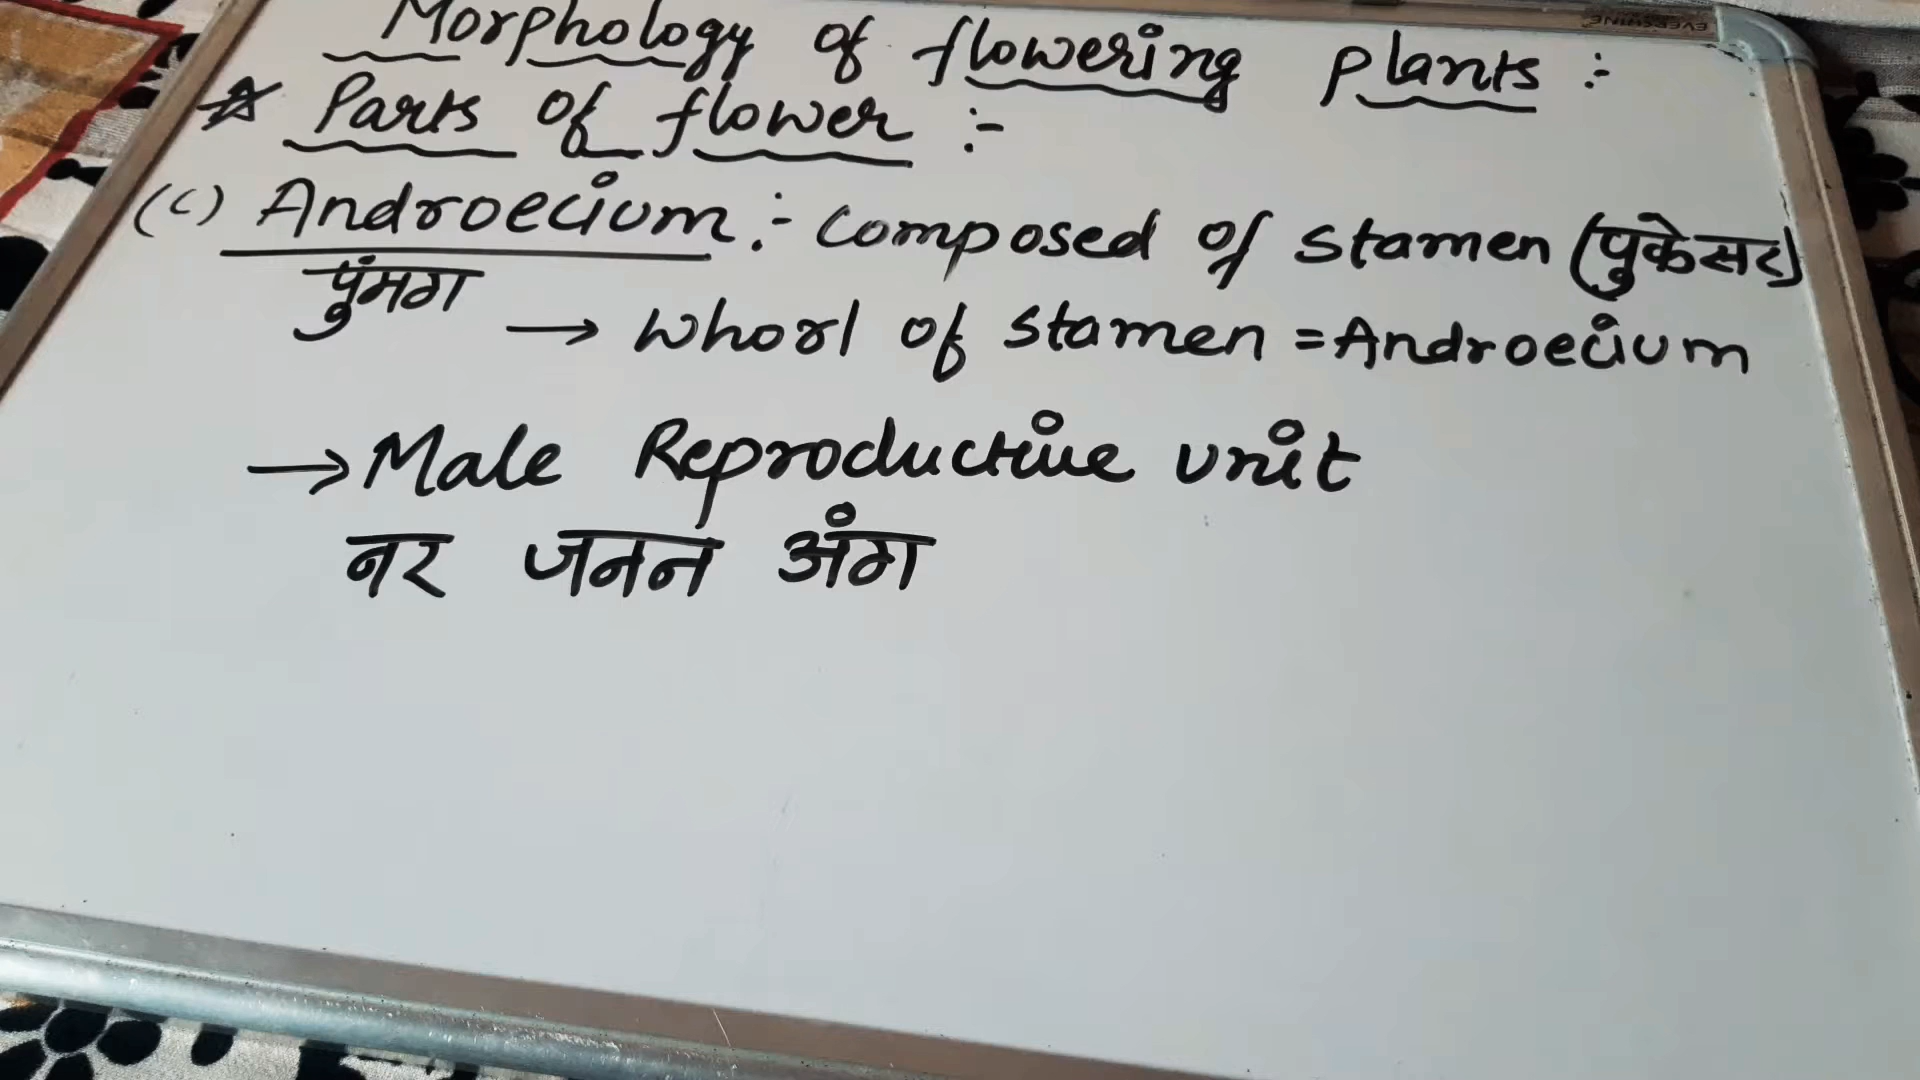 Morphology of flowering plants :-
☆ Parts of flower :-
(c) Androecium :- Composed of stamen (पुकेसर)
पुंमग
→ Whorl of stamen = Androecium
→ Male Reproductive unit
नर जनन अंग
EVERSHINE